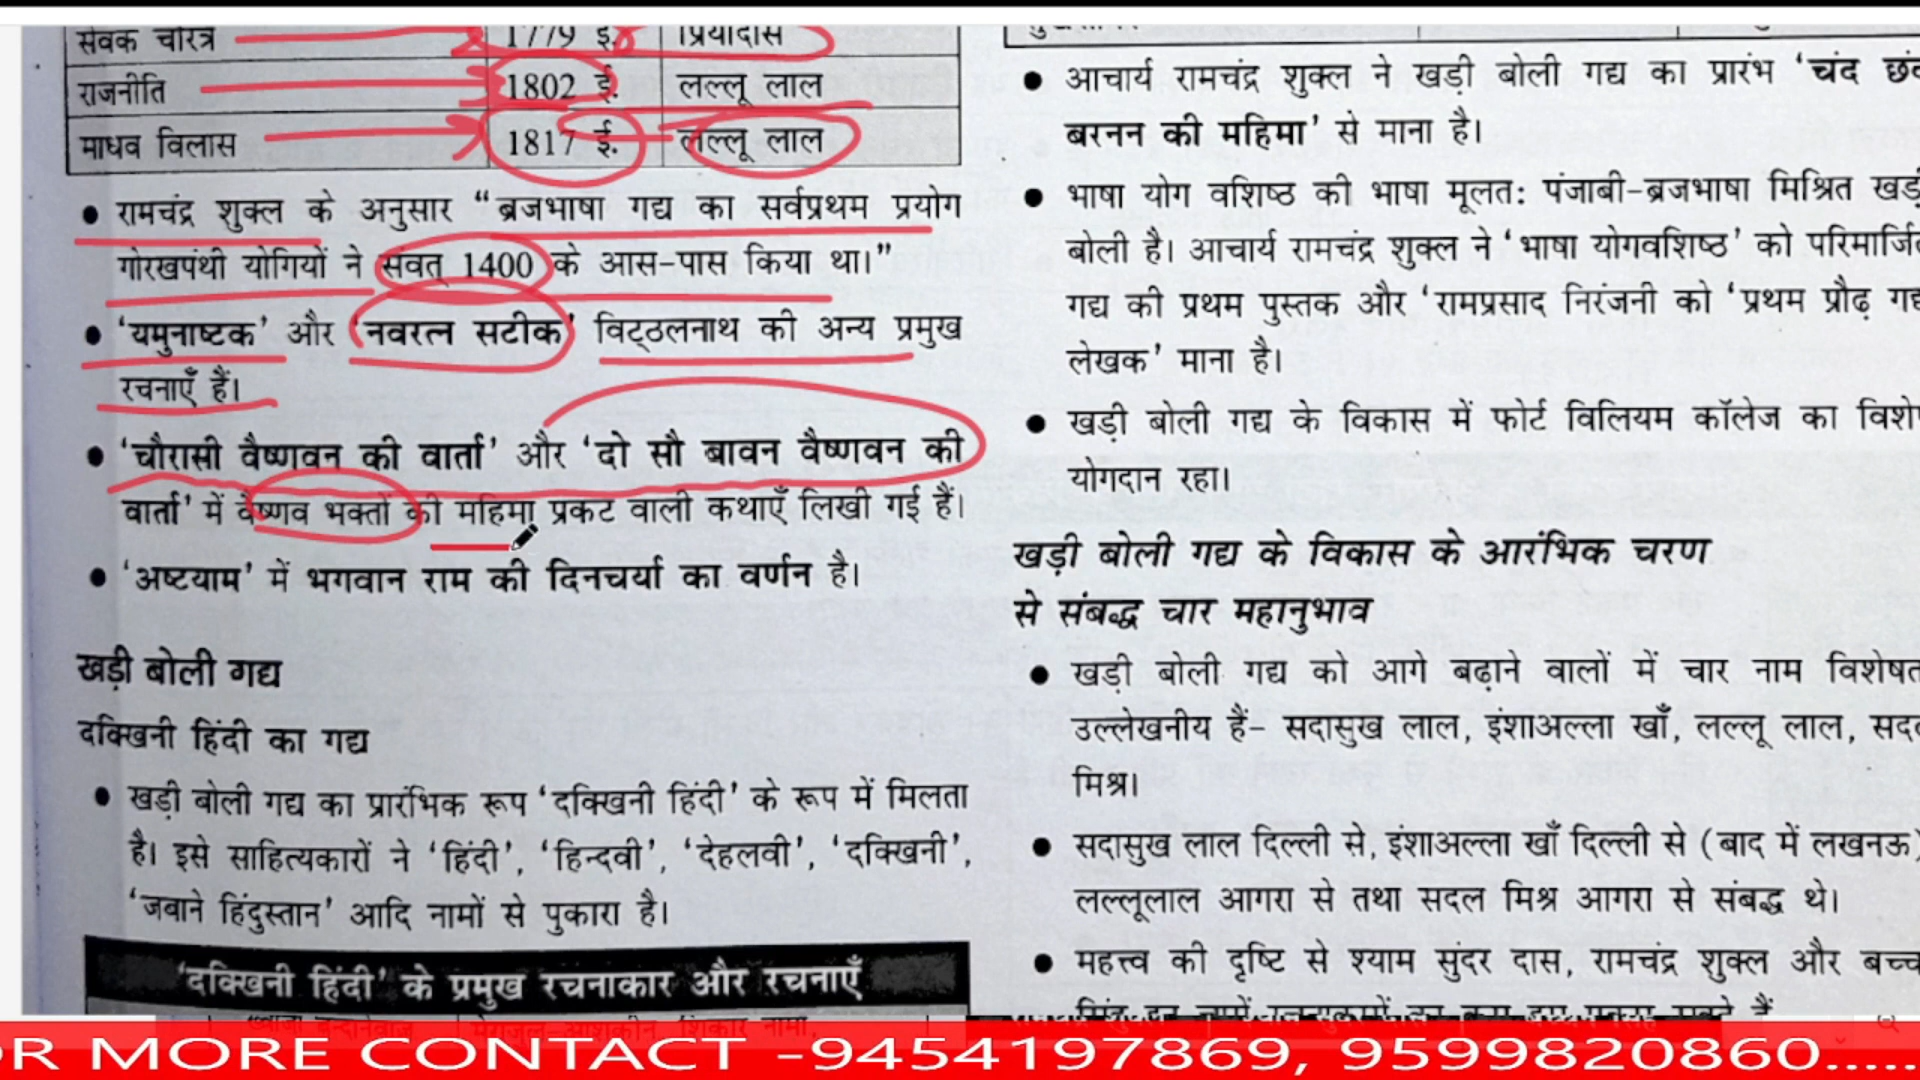 सेवक चरित्र 1779 ई. प्रियादास
राजनीति 1802 ई. लल्लू लाल
माधव विलास 1817 ई. लल्लू लाल
● रामचंद्र शुक्ल के अनुसार “ब्रजभाषा गद्य का सर्वप्रथम प्रयोग
गोरखपंथी योगियों ने संवत् 1400 के आस-पास किया था।”
● ‘यमुनाष्टक’ और ‘नवरत्न सटीक’ विट्ठलनाथ की अन्य प्रमुख
रचनाएँ हैं।
● ‘चौरासी वैष्णवन की वार्ता’ और ‘दो सौ बावन वैष्णवन की
वार्ता’ में वैष्णव भक्तों की महिमा प्रकट वाली कथाएँ लिखी गई हैं।
● ‘अष्टयाम’ में भगवान राम की दिनचर्या का वर्णन है।
खड़ी बोली गद्य
दक्खिनी हिंदी का गद्य
● खड़ी बोली गद्य का प्रारंभिक रूप ‘दक्खिनी हिंदी’ के रूप में मिलता
है। इसे साहित्यकारों ने ‘हिंदी’, ‘हिन्दवी’, ‘देहलवी’, ‘दक्खिनी’,
‘जवाने हिंदुस्तान’ आदि नामों से पुकारा है।
‘दक्खिनी हिंदी’ के प्रमुख रचनाकार और रचनाएँ
● आचार्य रामचंद्र शुक्ल ने खड़ी बोली गद्य का प्रारंभ ‘चंद छंद
बरनन की महिमा’ से माना है।
● भाषा योग वशिष्ठ की भाषा मूलत: पंजाबी-ब्रजभाषा मिश्रित खड़ी
बोली है। आचार्य रामचंद्र शुक्ल ने ‘भाषा योगवशिष्ठ’ को परिमार्जित
गद्य की प्रथम पुस्तक और ‘रामप्रसाद निरंजनी को ‘प्रथम प्रौढ़ गद्य
लेखक’ माना है।
● खड़ी बोली गद्य के विकास में फोर्ट विलियम कॉलेज का विशेष
योगदान रहा।
खड़ी बोली गद्य के विकास के आरंभिक चरण
से संबद्ध चार महानुभाव
● खड़ी बोली गद्य को आगे बढ़ाने वालों में चार नाम विशेषत
उल्लेखनीय हैं- सदासुख लाल, इंशाअल्ला खाँ, लल्लू लाल, सदल
मिश्र।
● सदासुख लाल दिल्ली से, इंशाअल्ला खाँ दिल्ली से (बाद में लखनऊ)
लल्लूलाल आगरा से तथा सदल मिश्र आगरा से संबद्ध थे।
● महत्त्व की दृष्टि से श्याम सुंदर दास, रामचंद्र शुक्ल और बच्च
OR MORE CONTACT -9454197869, 9599820860.....